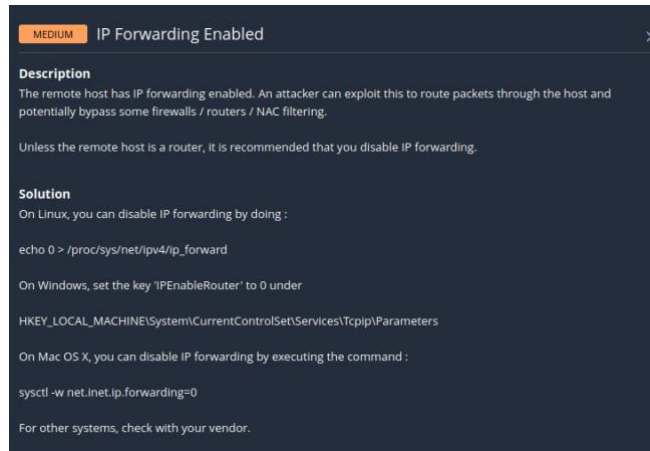 MEDIUM IP Forwarding Enabled
Description
The remote host has IP forwarding enabled. An attacker can exploit this to route packets through the host and
potentially bypass some firewalls / routers / NAC filtering.
Unless the remote host is a router, it is recommended that you disable IP forwarding.
Solution
On Linux, you can disable IP forwarding by doing :
echo 0 > /proc/sys/net/ipv4/ip_forward
On Windows, set the key 'IPEnableRouter' to 0 under
HKEY_LOCAL_MACHINE\System\CurrentControlSet\Services\Tcpip\Parameters
On Mac OS X, you can disable IP forwarding by executing the command :
sysctl -w net.inet.ip.forwarding=0
For other systems, check with your vendor.